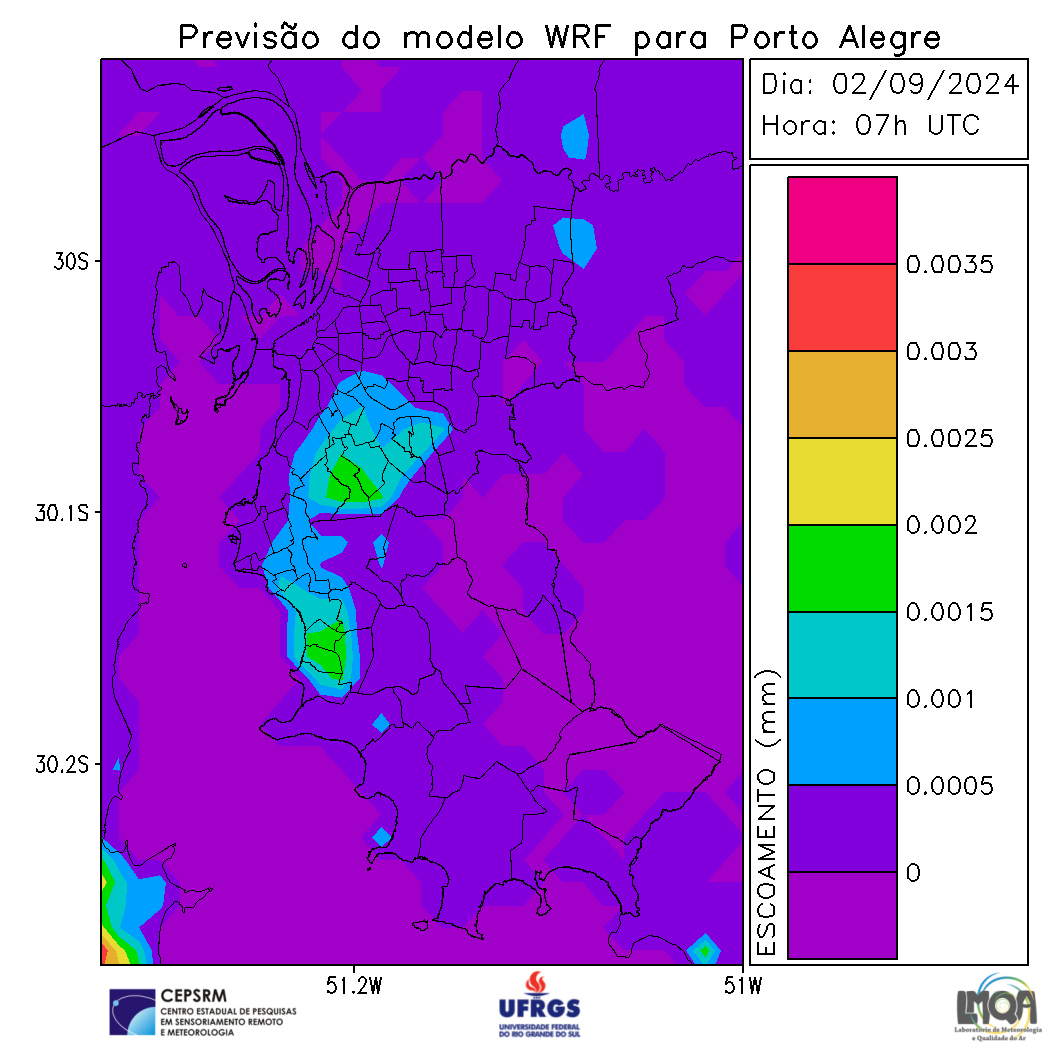 Previsão do modelo WRF para Porto Alegre
Dia: 02/09/2024
Hora: 07h UTC
30S
30.1S
30.2S
51.2W
51W
ESCOAMENTO (mm)
0.0035
0.003
0.0025
0.002
0.0015
0.001
0.0005
0
CEPSRM
CENTRO ESTADUAL DE PESQUISAS
EM SENSORIAMENTO REMOTO
E METEOROLOGIA
UFRGS
UNIVERSIDADE FEDERAL
DO RIO GRANDE DO SUL
LMQA
Laboratório de Meteorologia
e Qualidade do Ar